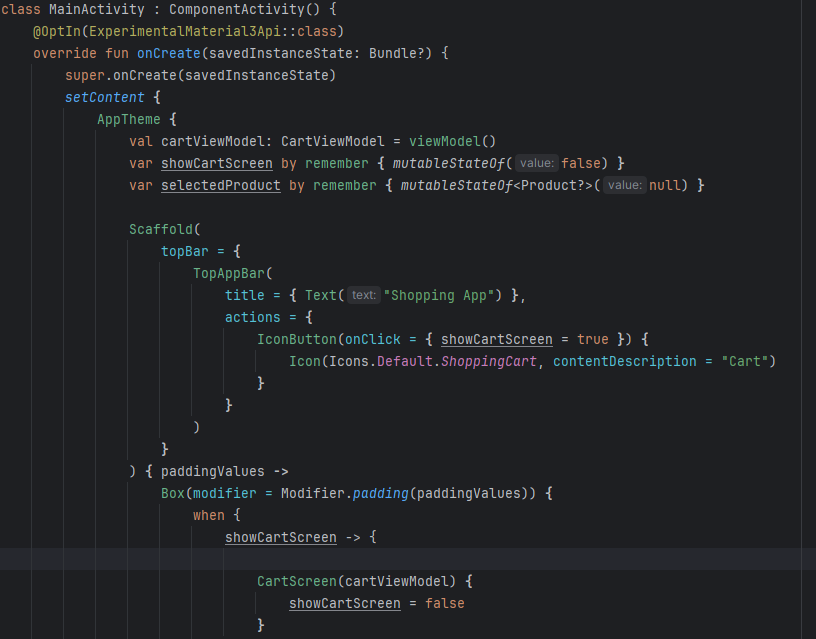 class MainActivity : ComponentActivity() {
    @OptIn(ExperimentalMaterial3Api::class)
    override fun onCreate(savedInstanceState: Bundle?) {
        super.onCreate(savedInstanceState)
        setContent {
            AppTheme {
                val cartViewModel: CartViewModel = viewModel()
                var showCartScreen by remember { mutableStateOf( value: false) }
                var selectedProduct by remember { mutableStateOf<Product?>( value: null) }

                Scaffold(
                    topBar = {
                        TopAppBar(
                            title = { Text( text: "Shopping App") },
                            actions = {
                                IconButton(onClick = { showCartScreen = true }) {
                                    Icon(Icons.Default.ShoppingCart, contentDescription = "Cart")
                                }
                            }
                        )
                    }
                ) { paddingValues ->
                    Box(modifier = Modifier.padding(paddingValues)) {
                        when {
                            showCartScreen -> {

                                CartScreen(cartViewModel) {
                                    showCartScreen = false
                                }